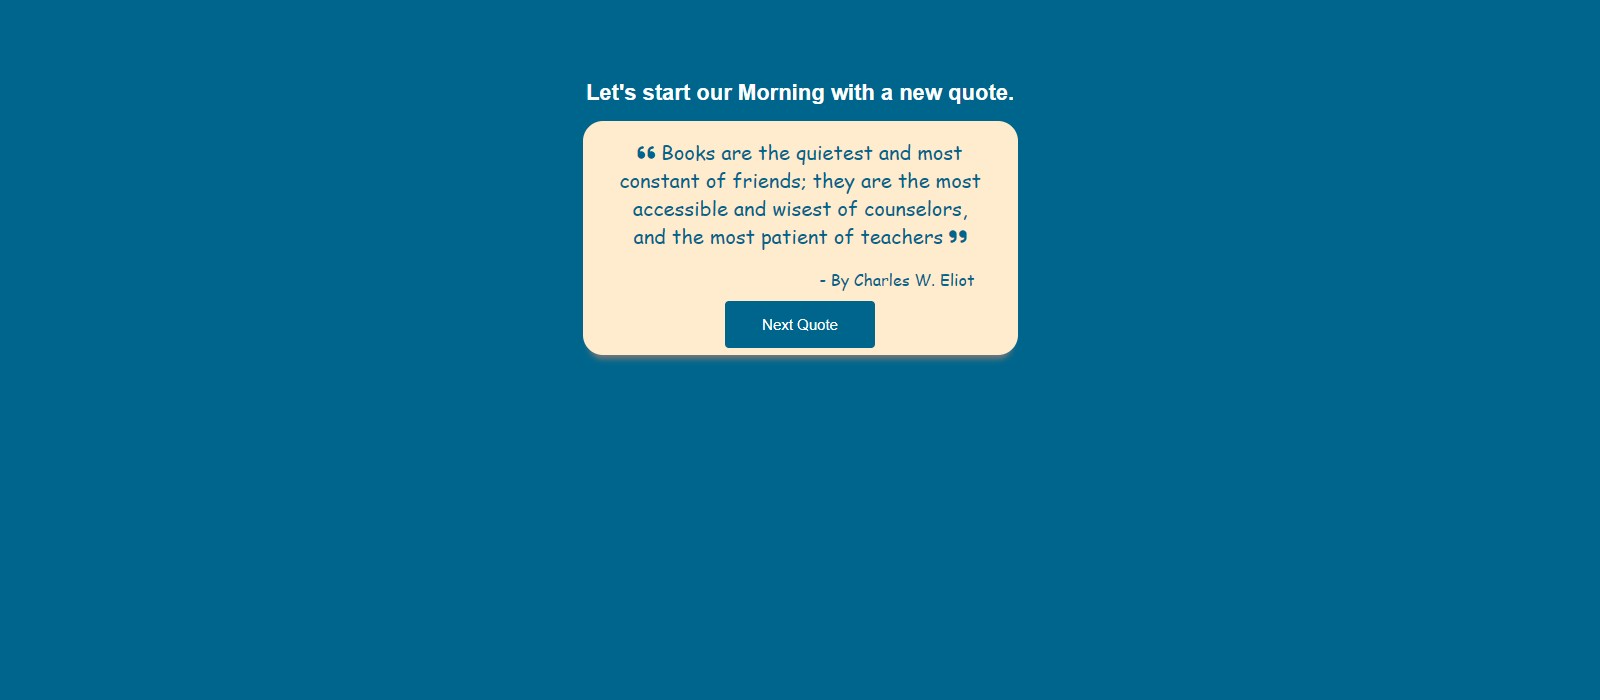 Let's start our Morning with a new quote.
❝ Books are the quietest and most
constant of friends; they are the most
accessible and wisest of counselors,
and the most patient of teachers ❞
- By Charles W. Eliot
Next Quote